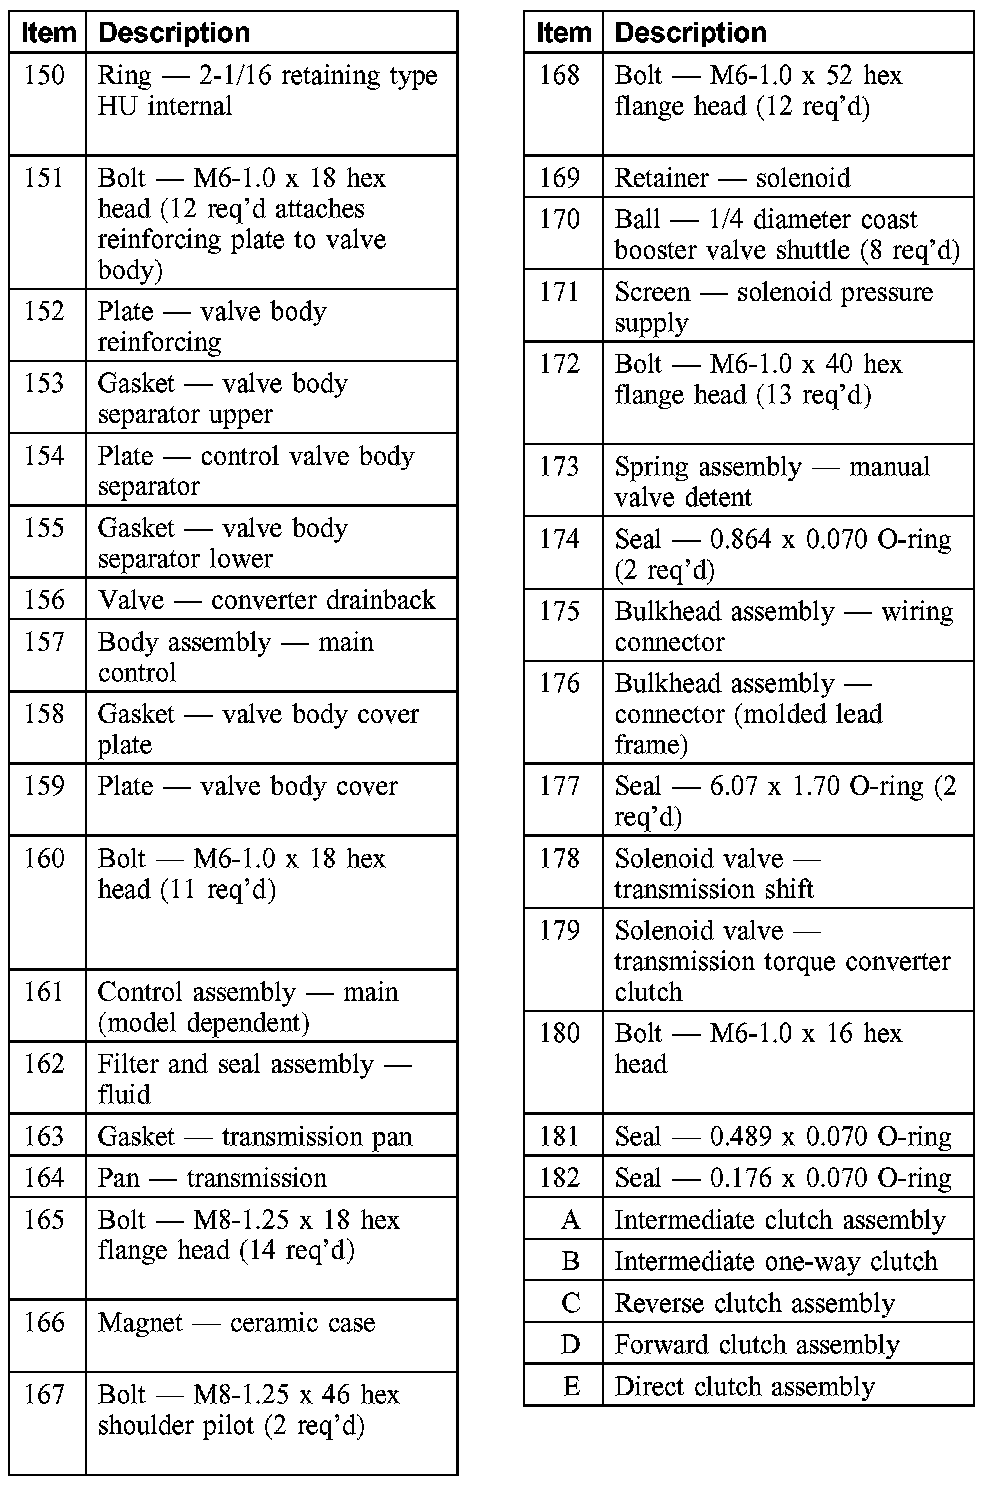 Item Description
150 Ring — 2-1/16 retaining type
HU internal
151 Bolt — M6-1.0 x 18 hex
head (12 req'd attaches
reinforcing plate to valve
body)
152 Plate — valve body
reinforcing
153 Gasket — valve body
separator upper
154 Plate — control valve body
separator
155 Gasket — valve body
separator lower
156 Valve — converter drainback
157 Body assembly — main
control
158 Gasket — valve body cover
plate
159 Plate — valve body cover
160 Bolt — M6-1.0 x 18 hex
head (11 req'd)
161 Control assembly — main
(model dependent)
162 Filter and seal assembly —
fluid
163 Gasket — transmission pan
164 Pan — transmission
165 Bolt — M8-1.25 x 18 hex
flange head (14 req'd)
166 Magnet — ceramic case
167 Bolt — M8-1.25 x 46 hex
shoulder pilot (2 req'd)
Item Description
168 Bolt — M6-1.0 x 52 hex
flange head (12 req'd)
169 Retainer — solenoid
170 Ball — 1/4 diameter coast
booster valve shuttle (8 req'd)
171 Screen — solenoid pressure
supply
172 Bolt — M6-1.0 x 40 hex
flange head (13 req'd)
173 Spring assembly — manual
valve detent
174 Seal — 0.864 x 0.070 O-ring
(2 req'd)
175 Bulkhead assembly — wiring
connector
176 Bulkhead assembly —
connector (molded lead
frame)
177 Seal — 6.07 x 1.70 O-ring (2
req'd)
178 Solenoid valve —
transmission shift
179 Solenoid valve —
transmission torque converter
clutch
180 Bolt — M6-1.0 x 16 hex
head
181 Seal — 0.489 x 0.070 O-ring
182 Seal — 0.176 x 0.070 O-ring
A Intermediate clutch assembly
B Intermediate one-way clutch
C Reverse clutch assembly
D Forward clutch assembly
E Direct clutch assembly